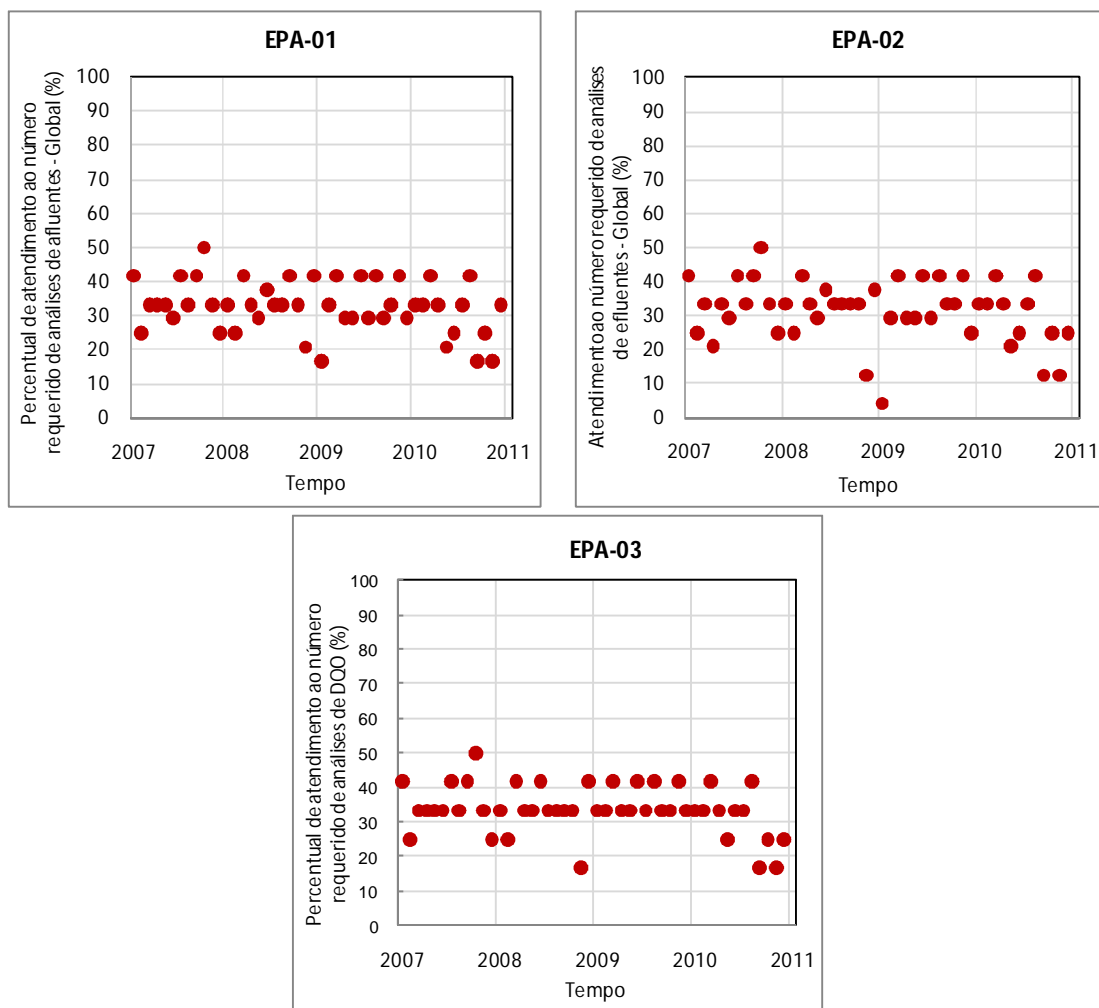 EPA-01
Percentual de atendimento ao número
requerido de análises de afluentes - Global (%)
100
90
80
70
60
50
40
30
20
10
0
2007 2008 2009 2010 2011
Tempo
EPA-02
Atendimento ao número requerido de análises
de efluentes - Global (%)
100
90
80
70
60
50
40
30
20
10
0
2007 2008 2009 2010 2011
Tempo
EPA-03
Percentual de atendimento ao número
requerido de análises de DQO (%)
100
90
80
70
60
50
40
30
20
10
0
2007 2008 2009 2010 2011
Tempo